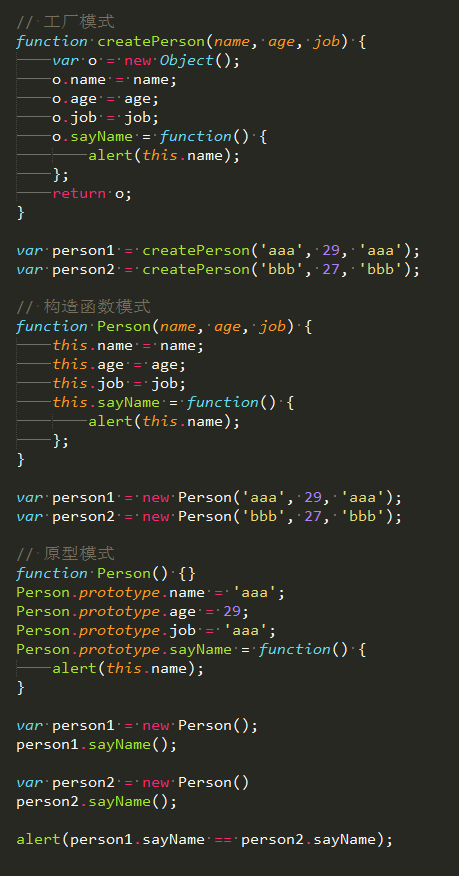 // 工厂模式
function createPerson(name, age, job) {
    var o = new Object();
    o.name = name;
    o.age = age;
    o.job = job;
    o.sayName = function() {
        alert(this.name);
    };
    return o;
}

var person1 = createPerson('aaa', 29, 'aaa');
var person2 = createPerson('bbb', 27, 'bbb');

// 构造函数模式
function Person(name, age, job) {
    this.name = name;
    this.age = age;
    this.job = job;
    this.sayName = function() {
        alert(this.name);
    };
}

var person1 = new Person('aaa', 29, 'aaa');
var person2 = new Person('bbb', 27, 'bbb');

// 原型模式
function Person() {}
Person.prototype.name = 'aaa';
Person.prototype.age = 29;
Person.prototype.job = 'aaa';
Person.prototype.sayName = function() {
    alert(this.name);
}

var person1 = new Person();
person1.sayName();

var person2 = new Person()
person2.sayName();

alert(person1.sayName == person2.sayName);